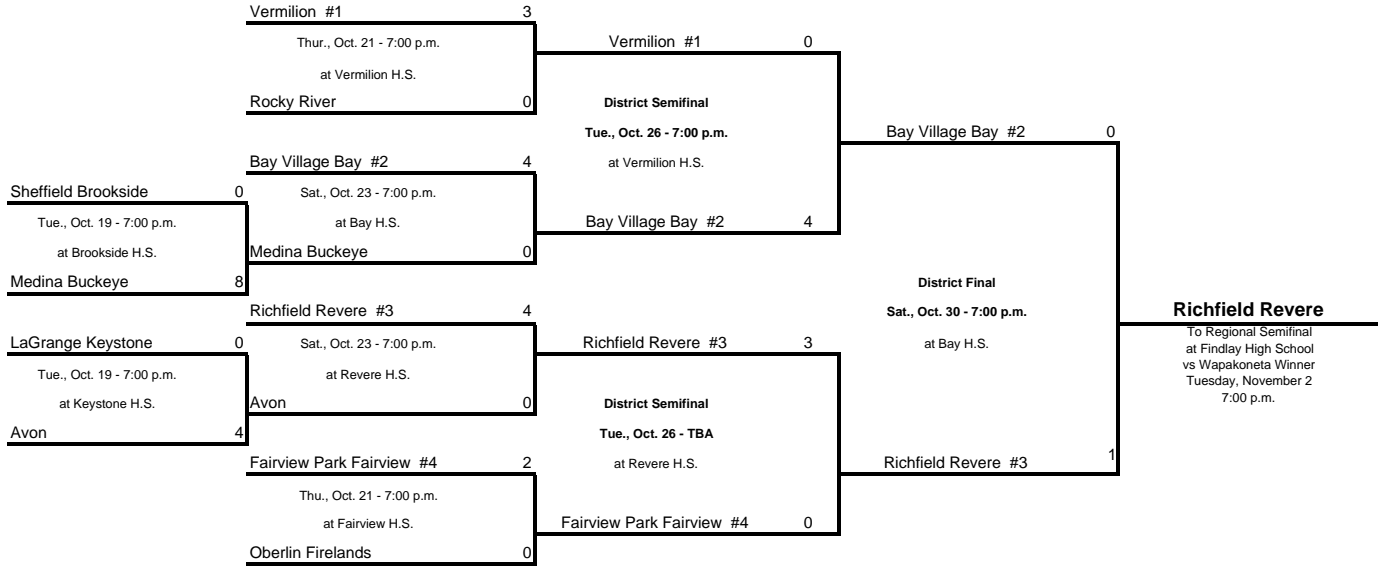 Vermilion #1 3
Thur., Oct. 21 - 7:00 p.m.
at Vermilion H.S.
Rocky River 0
Bay Village Bay #2 4
Sat., Oct. 23 - 7:00 p.m.
at Bay H.S.
Medina Buckeye 0
Sheffield Brookside 0
Tue., Oct. 19 - 7:00 p.m.
at Brookside H.S.
Medina Buckeye 8
Richfield Revere #3 4
Sat., Oct. 23 - 7:00 p.m.
at Revere H.S.
Avon 0
LaGrange Keystone 0
Tue., Oct. 19 - 7:00 p.m.
at Keystone H.S.
Avon 4
Fairview Park Fairview #4 2
Thu., Oct. 21 - 7:00 p.m.
at Fairview H.S.
Oberlin Firelands 0
Vermilion #1 0
District Semifinal
Tue., Oct. 26 - 7:00 p.m.
at Vermilion H.S.
Bay Village Bay #2 4
Richfield Revere #3 3
District Semifinal
Tue., Oct. 26 - TBA
at Revere H.S.
Fairview Park Fairview #4 0
Bay Village Bay #2 0
District Final
Sat., Oct. 30 - 7:00 p.m.
at Bay H.S.
Richfield Revere #3 1
Richfield Revere
To Regional Semifinal
at Findlay High School
vs Wapakoneta Winner
Tuesday, November 2
7:00 p.m.